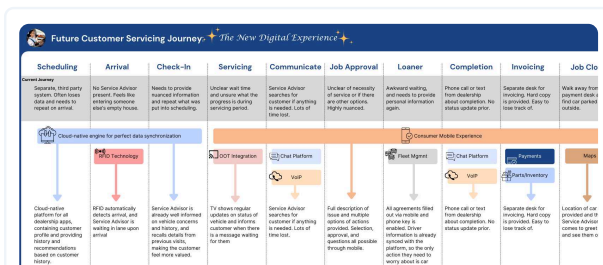 Future Customer Servicing Journey: The New Digital Experience
Scheduling Arrival Check-In Servicing Communicate Job Approval Loaner Completion Invoicing Job Clo
Current Journey
Separate, third party
system. Often loses
data and needs to
repeat on arrival.
No Service Advisor
present. Feels like
entering someone
else's empty house.
Needs to provide
nuanced information
and repeat what was
put into scheduling.
Unclear wait time
and unsure what the
progress is during
servicing period.
Service Advisor
searches for
customer if anything
is needed. Lots of
time lost.
Unclear of necessity
of service or if there
are other options.
Highly nuanced.
Awkward waiting,
and needs to provide
personal information
again.
Phone call or text
from dealership
about completion. No
status update prior.
Separate desk for
invoicing. Hard copy
is provided. Easy to
lose track of.
Walk away from
payment desk a
find car parked
outside.
Cloud-native engine for perfect data synchronization
Consumer Mobile Experience
RFID Technology
OOT Integration
Chat Platform
VoIP
Fleet Mgmt
Chat Platform
VoIP
Payments
Parts/Inventory
Maps
Cloud-native
platform for all
dealership apps,
containing customer
profile and providing
history and
recommendations
based on customer
history.
RFID automatically
detects arrival, and
Service Advisor is
waiting in lane upon
arrival
Service Advisor is
already well informed
on vehicle concerns
and history, and
recalls details from
previous visits,
making the customer
feel more valued.
TV shows regular
updates on status of
vehicle and informs
customer when there
is a message waiting
for them
Service Advisor
searches for
customer if anything
is needed. Lots of
time lost.
Full description of
issue and multiple
options of actions
provided. Selection,
approval, and
questions all possible
through mobile.
All agreements filled
out via mobile and
phone key is
enabled. Driver
information is already
synced with the
platform, so the only
action they need to
worry about is car
Phone call or text
from dealership
about completion. No
status update prior.
Separate desk for
invoicing. Hard copy
is provided. Easy to
lose track of.
Location of car
provided and th
Service Advisor
comes to greet
and see them o